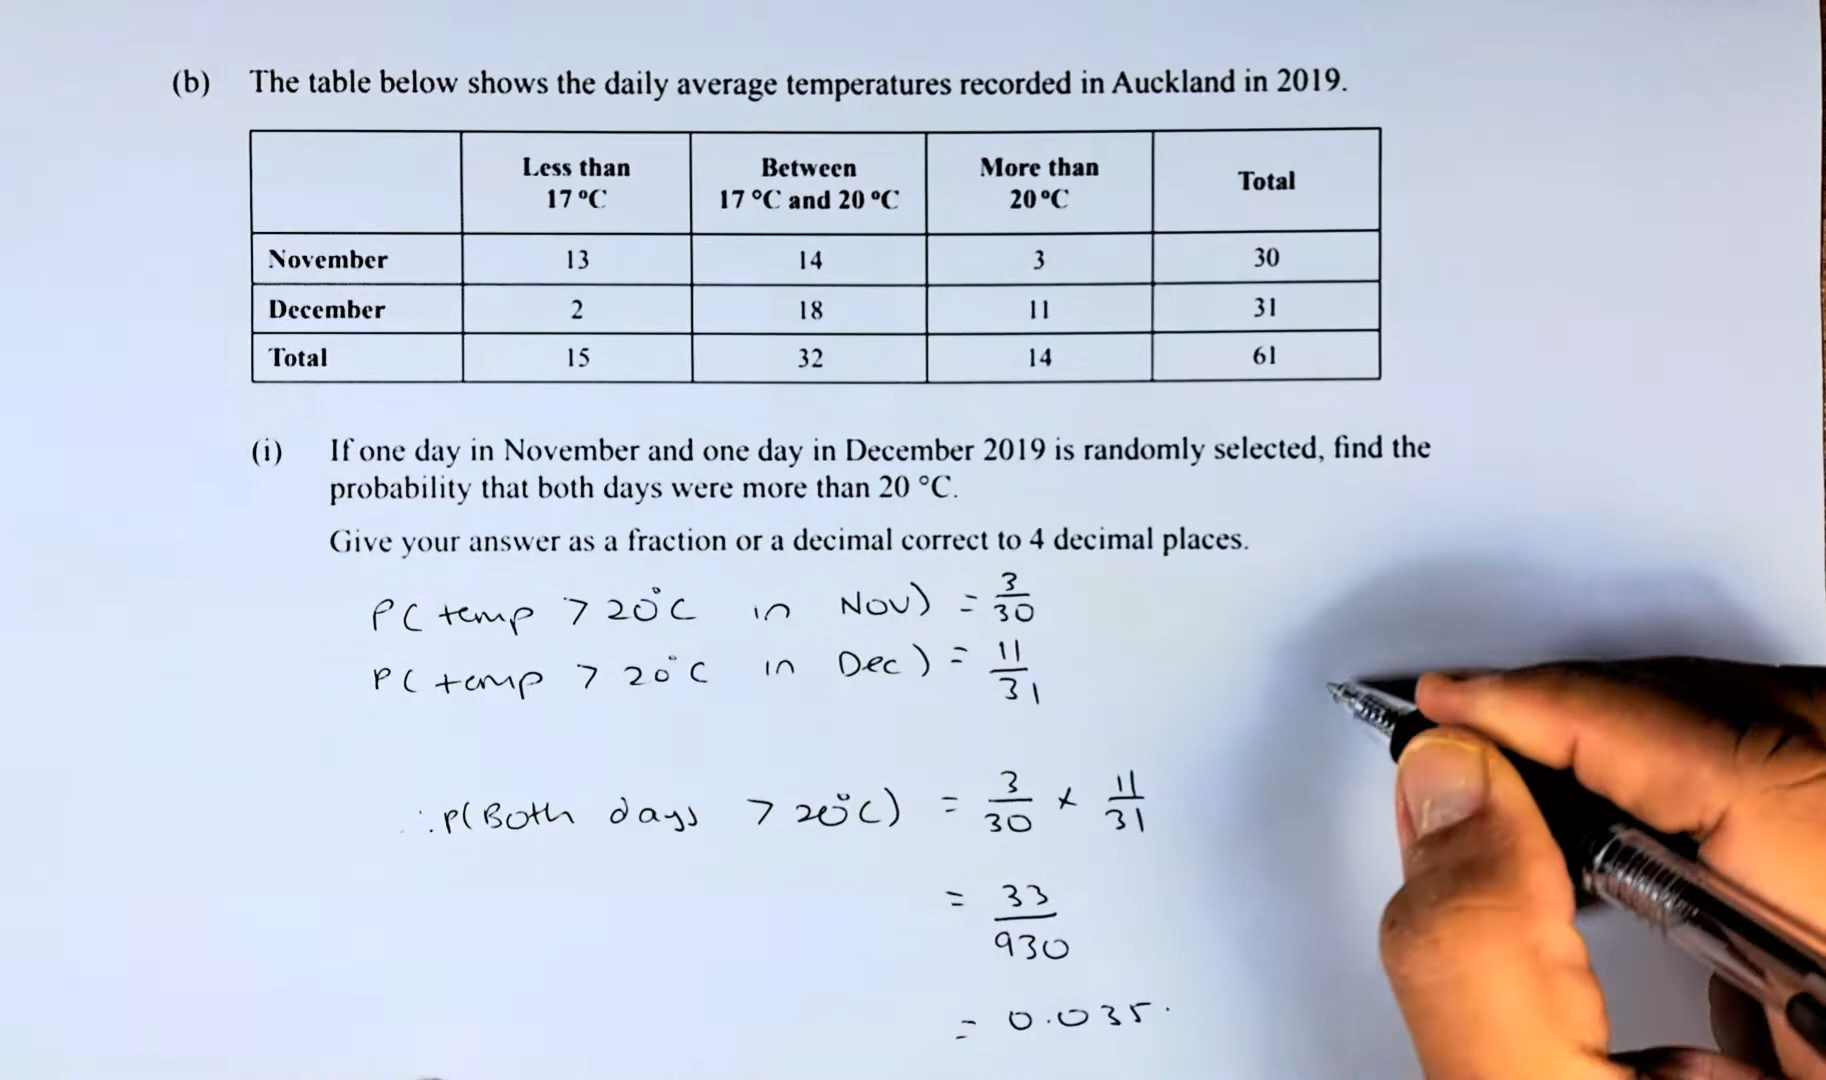 (b) The table below shows the daily average temperatures recorded in Auckland in 2019.
Less than 17 °C Between 17 °C and 20 °C More than 20 °C Total
November 13 14 3 30
December 2 18 11 31
Total 15 32 14 61
(i) If one day in November and one day in December 2019 is randomly selected, find the
probability that both days were more than 20 °C.
Give your answer as a fraction or a decimal correct to 4 decimal places.
P( temp > 20°C in Nov) = 3/30
P( temp > 20°C in Dec) = 11/31
∴ P(Both days > 20°C) = 3/30 × 11/31
= 33/930
= 0.035.